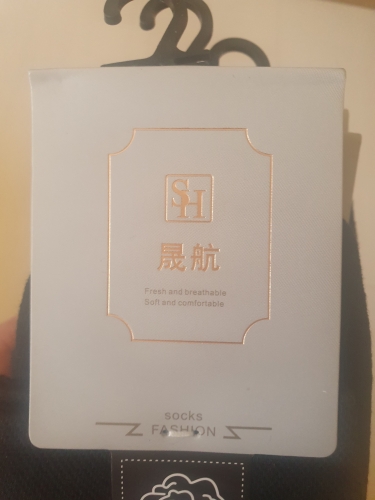 SH
晟航
Fresh and breathable
Soft and comfortable
socks
FASHION